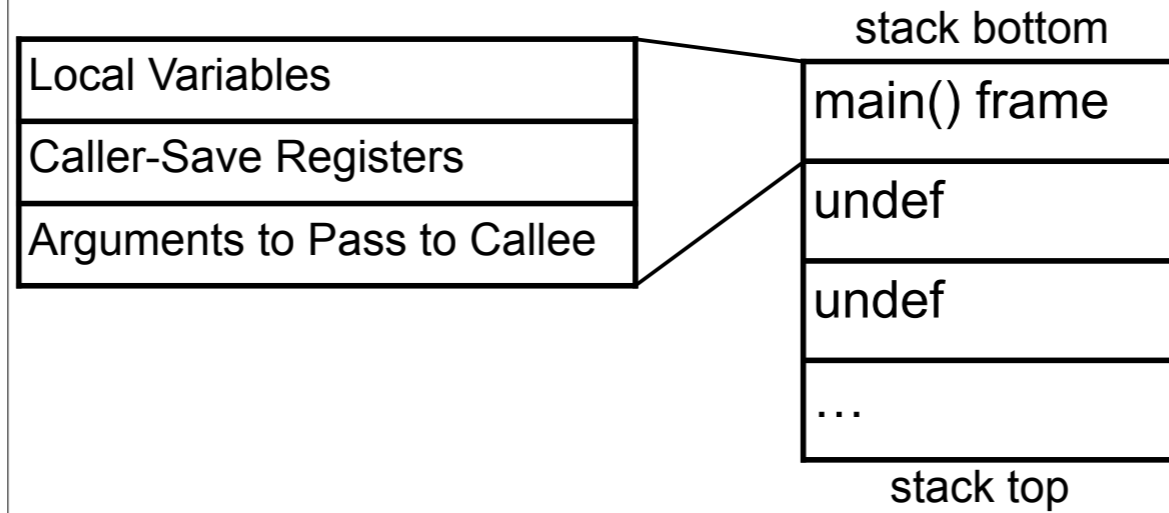 Local Variables
Caller-Save Registers
Arguments to Pass to Callee
stack bottom
main() frame
undef
undef
…
stack top